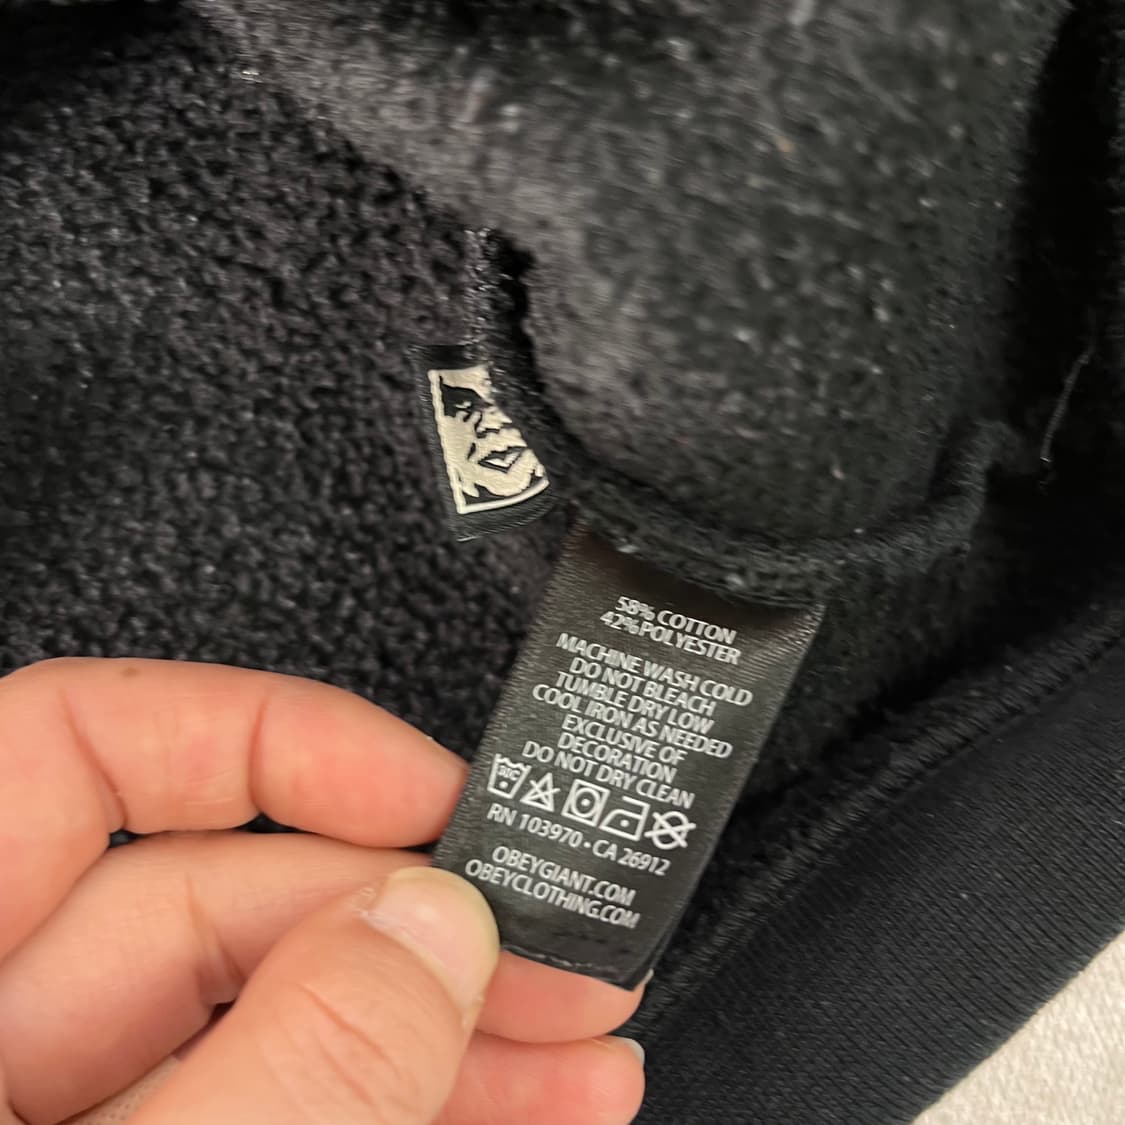 58% COTTON
42% POLYESTER
MACHINE WASH COLD
DO NOT BLEACH
TUMBLE DRY LOW
COOL IRON AS NEEDED
EXCLUSIVE OF
DECORATION
DO NOT DRY CLEAN
RN 103970 • CA 26912
OBEYGIANT.COM
OBEYCLOTHING.COM